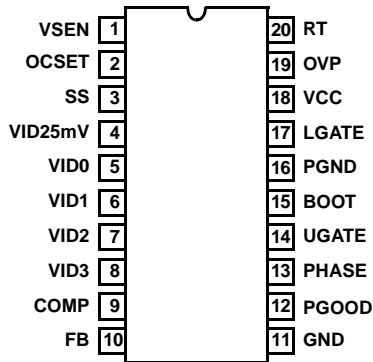 VSEN 1 20 RT
OCSET 2 19 OVP
SS 3 18 VCC
VID25mV 4 17 LGATE
VID0 5 16 PGND
VID1 6 15 BOOT
VID2 7 14 UGATE
VID3 8 13 PHASE
COMP 9 12 PGOOD
FB 10 11 GND